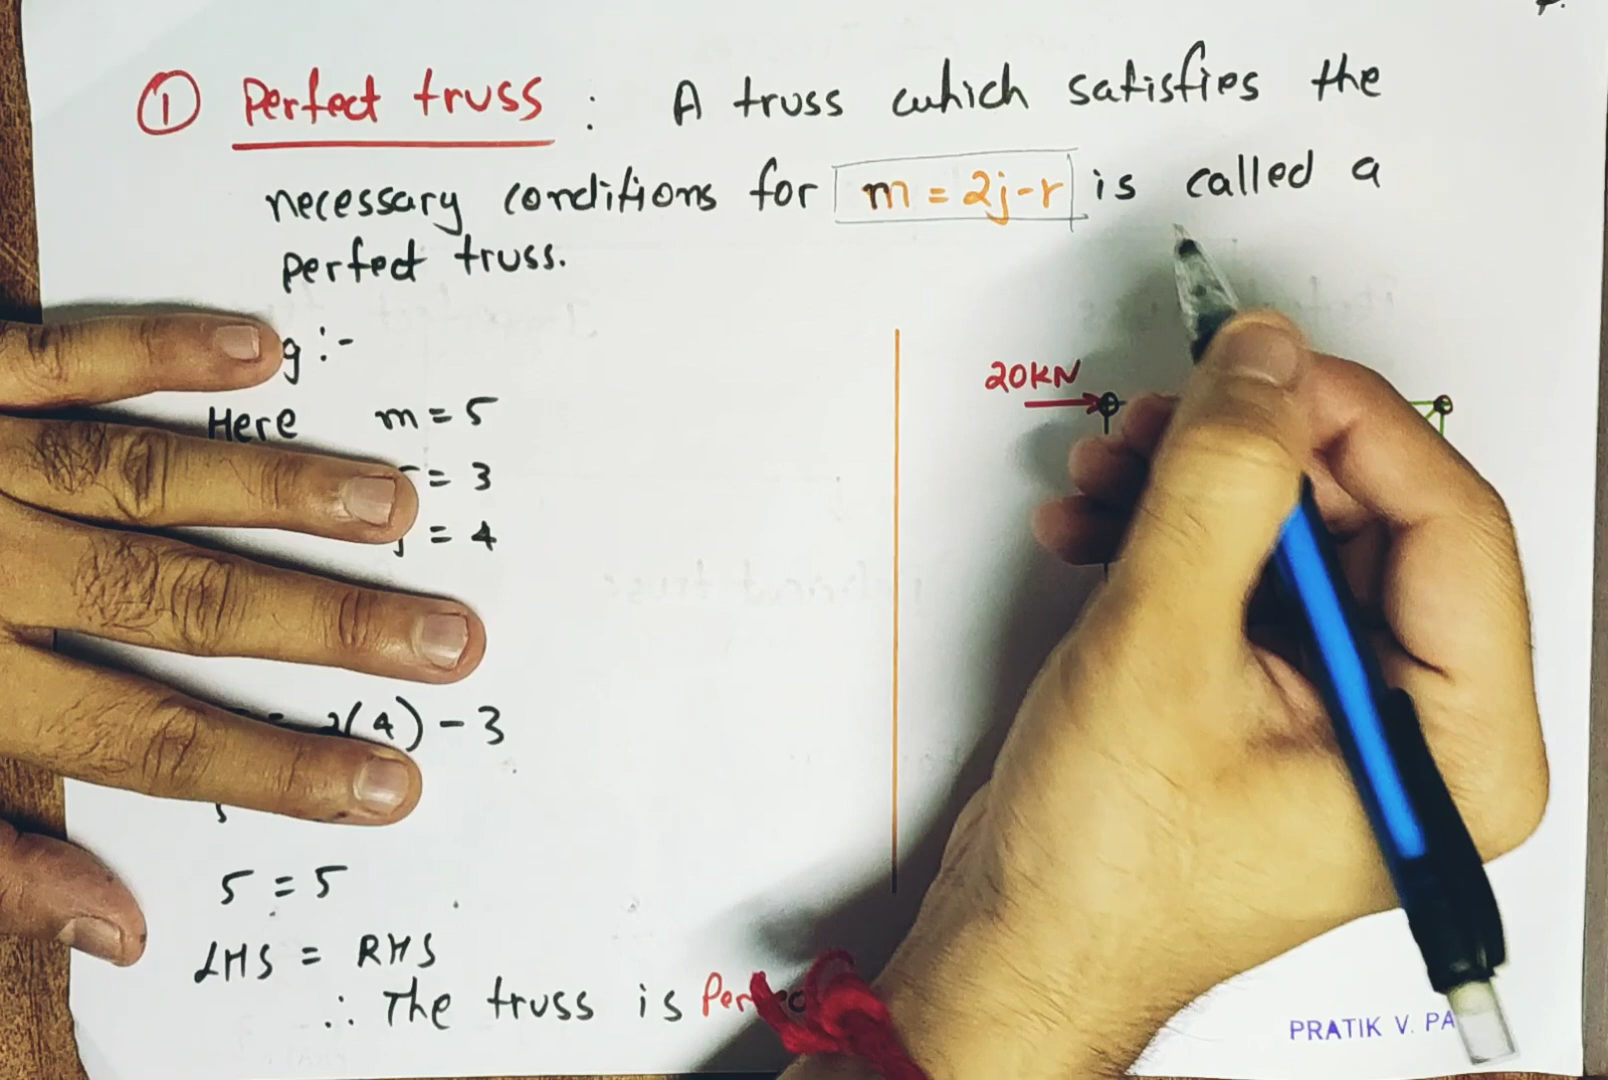 ① Perfect truss : A truss which satisfies the
necessary conditions for m = 2j-r is called a
perfect truss.
g :-
Here m = 5
= 3
= 4
(4) - 3
5 = 5
LHS = RHS
∴ The truss is
20KN
PRATIK V. PA